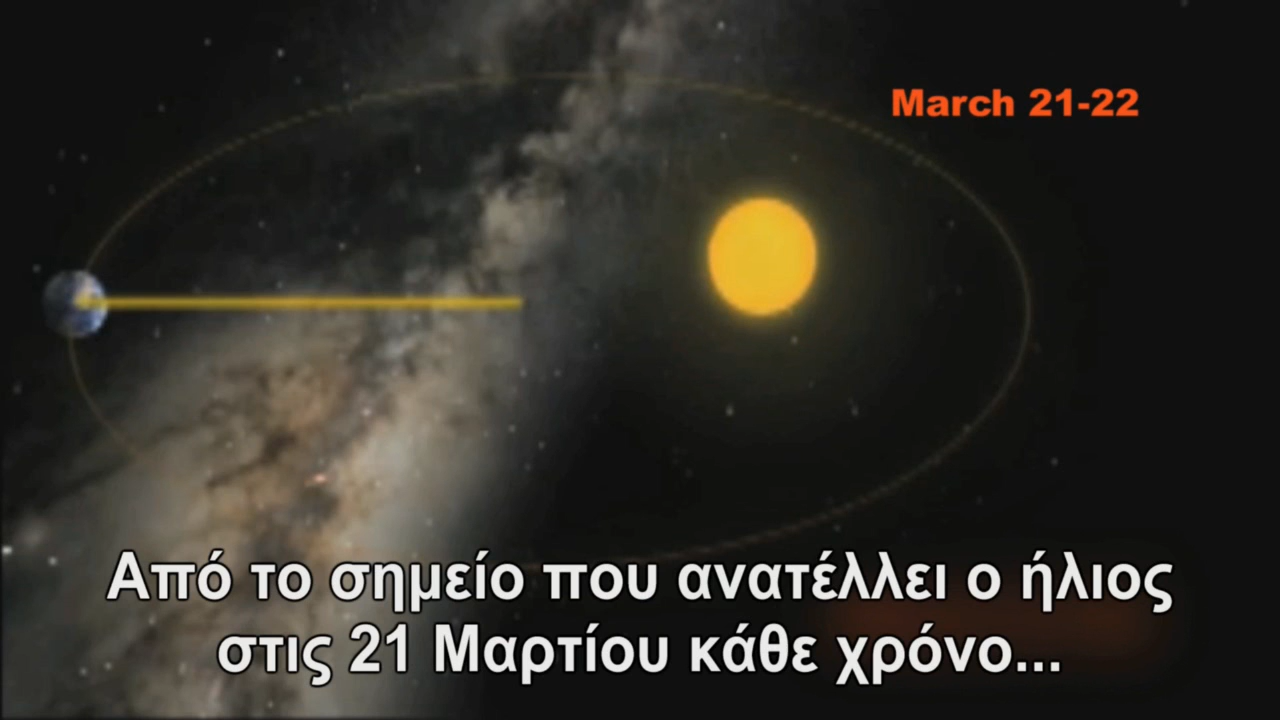 March 21-22
Από το σημείο που ανατέλλει ο ήλιος
στις 21 Μαρτίου κάθε χρόνο...